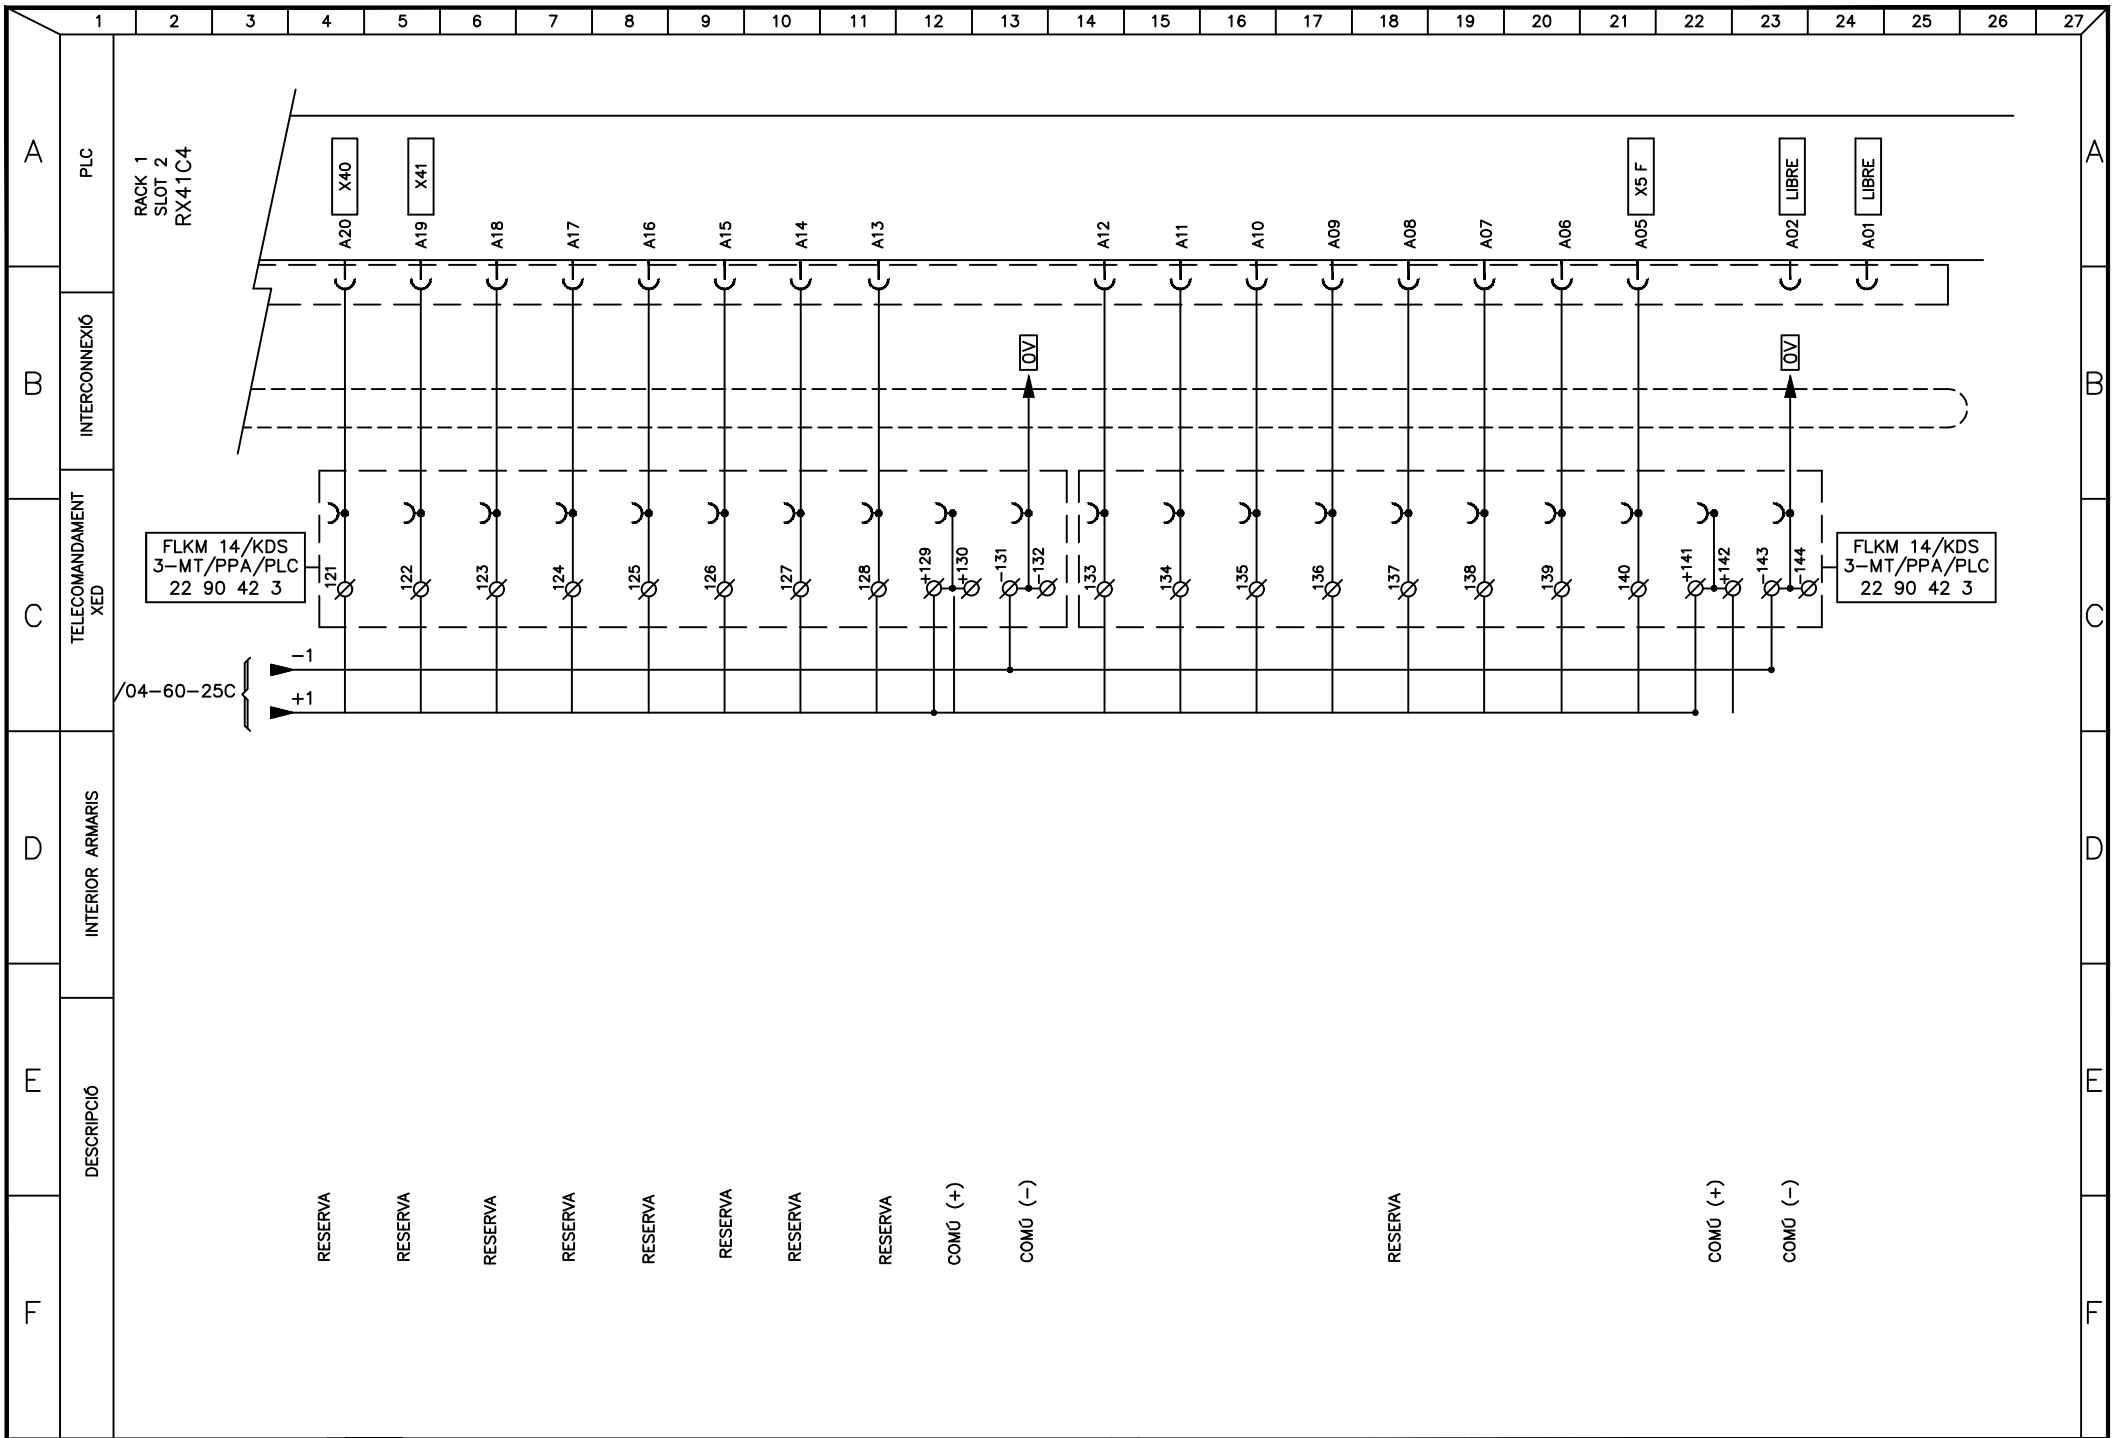 1 2 3 4 5 6 7 8 9 10 11 12 13 14 15 16 17 18 19 20 21 22 23 24 25 26 27
A
PLC
RACK 1
SLOT 2
RX41C4
X40
X41
X5 F
LIBRE
LIBRE
A20 A19 A18 A17 A16 A15 A14 A13 A12 A11 A10 A09 A08 A07 A06 A05 A02 A01
A
B
INTERCONNEXIÓ
0V
0V
B
C
TELECOMANDAMENT
XED
FLKM 14/KDS
3-MT/PPA/PLC
22 90 42 3
121 122 123 124 125 126 127 128 +129 +130 -131 -132 133 134 135 136 137 138 139 140 +141 +142 -143 -144
FLKM 14/KDS
3-MT/PPA/PLC
22 90 42 3
C
-1
/04-60-25C
+1
D
INTERIOR ARMARIS
D
E
DESCRIPCIÓ
E
RESERVA
RESERVA
RESERVA
RESERVA
RESERVA
RESERVA
RESERVA
RESERVA
COMÚ (+)
COMÚ (-)
RESERVA
COMÚ (+)
COMÚ (-)
F
F